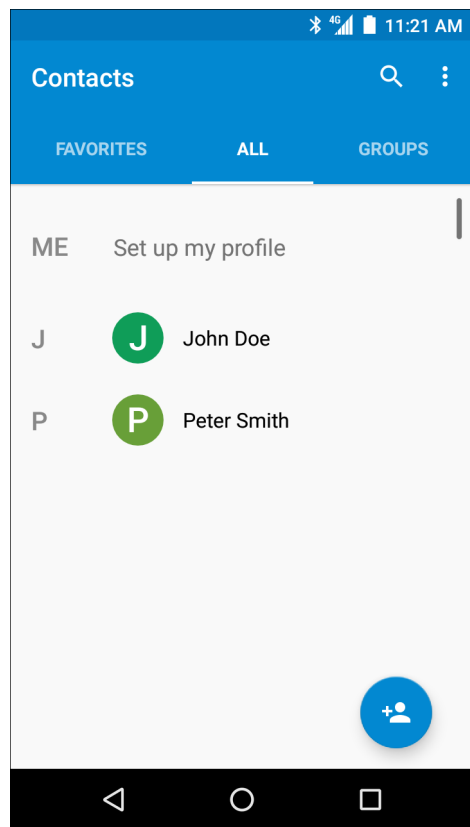 4G 11:21 AM
Contacts
FAVORITES ALL GROUPS
ME Set up my profile
J J John Doe
P P Peter Smith